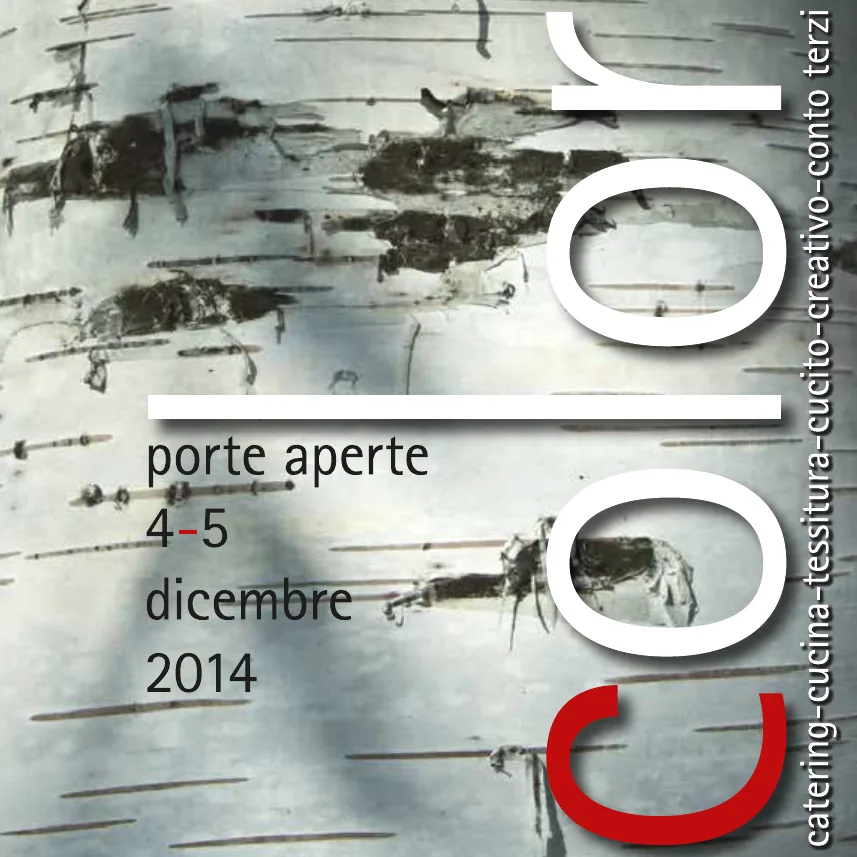 color
catering-cucina-tessitura-cucito-creativo-conto terzi
porte aperte
4-5
dicembre
2014